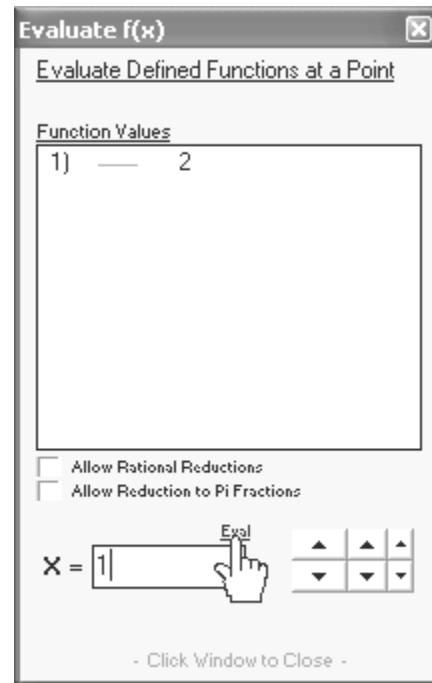 Evaluate f(x)
Evaluate Defined Functions at a Point
Function Values
1) 2
Allow Rational Reductions
Allow Reduction to Pi Fractions
Eval
X = 1
- Click Window to Close -